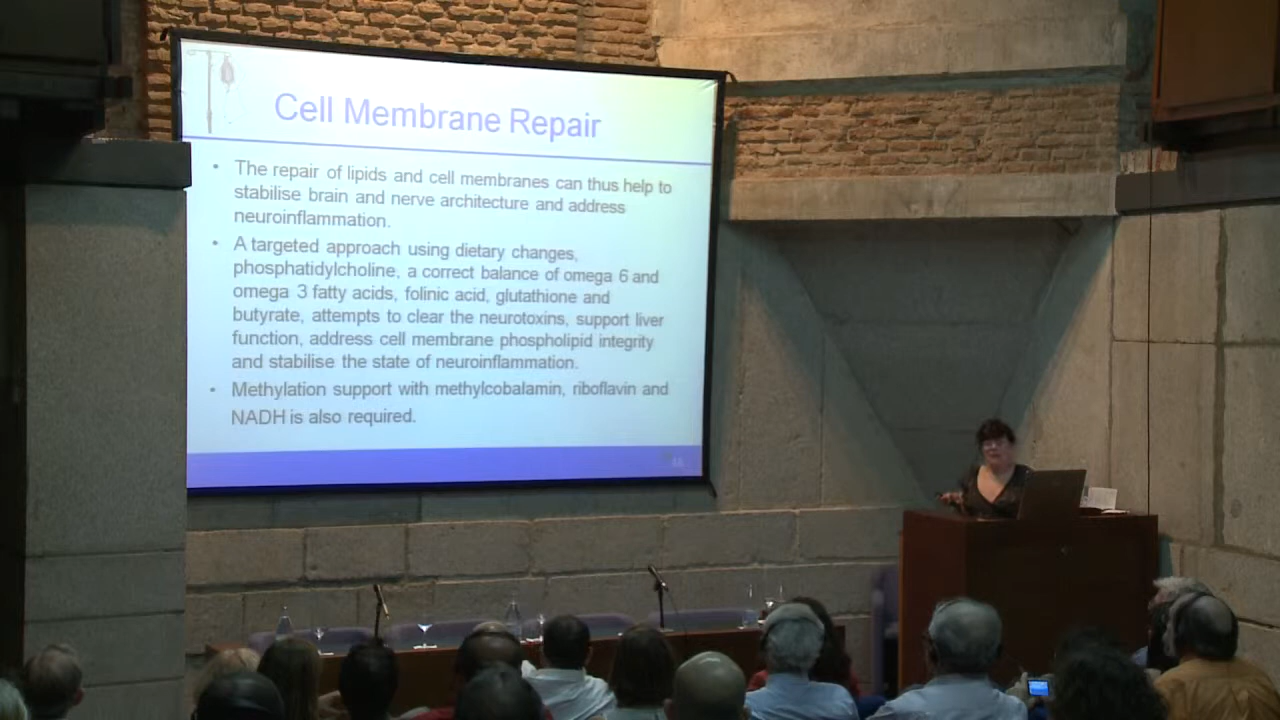 Cell Membrane Repair
• The repair of lipids and cell membranes can thus help to
stabilise brain and nerve architecture and address
neuroinflammation.
• A targeted approach using dietary changes,
phosphatidylcholine, a correct balance of omega 6 and
omega 3 fatty acids, folinic acid, glutathione and
butyrate, attempts to clear the neurotoxins, support liver
function, address cell membrane phospholipid integrity
and stabilise the state of neuroinflammation.
• Methylation support with methylcobalamin, riboflavin and
NADH is also required.